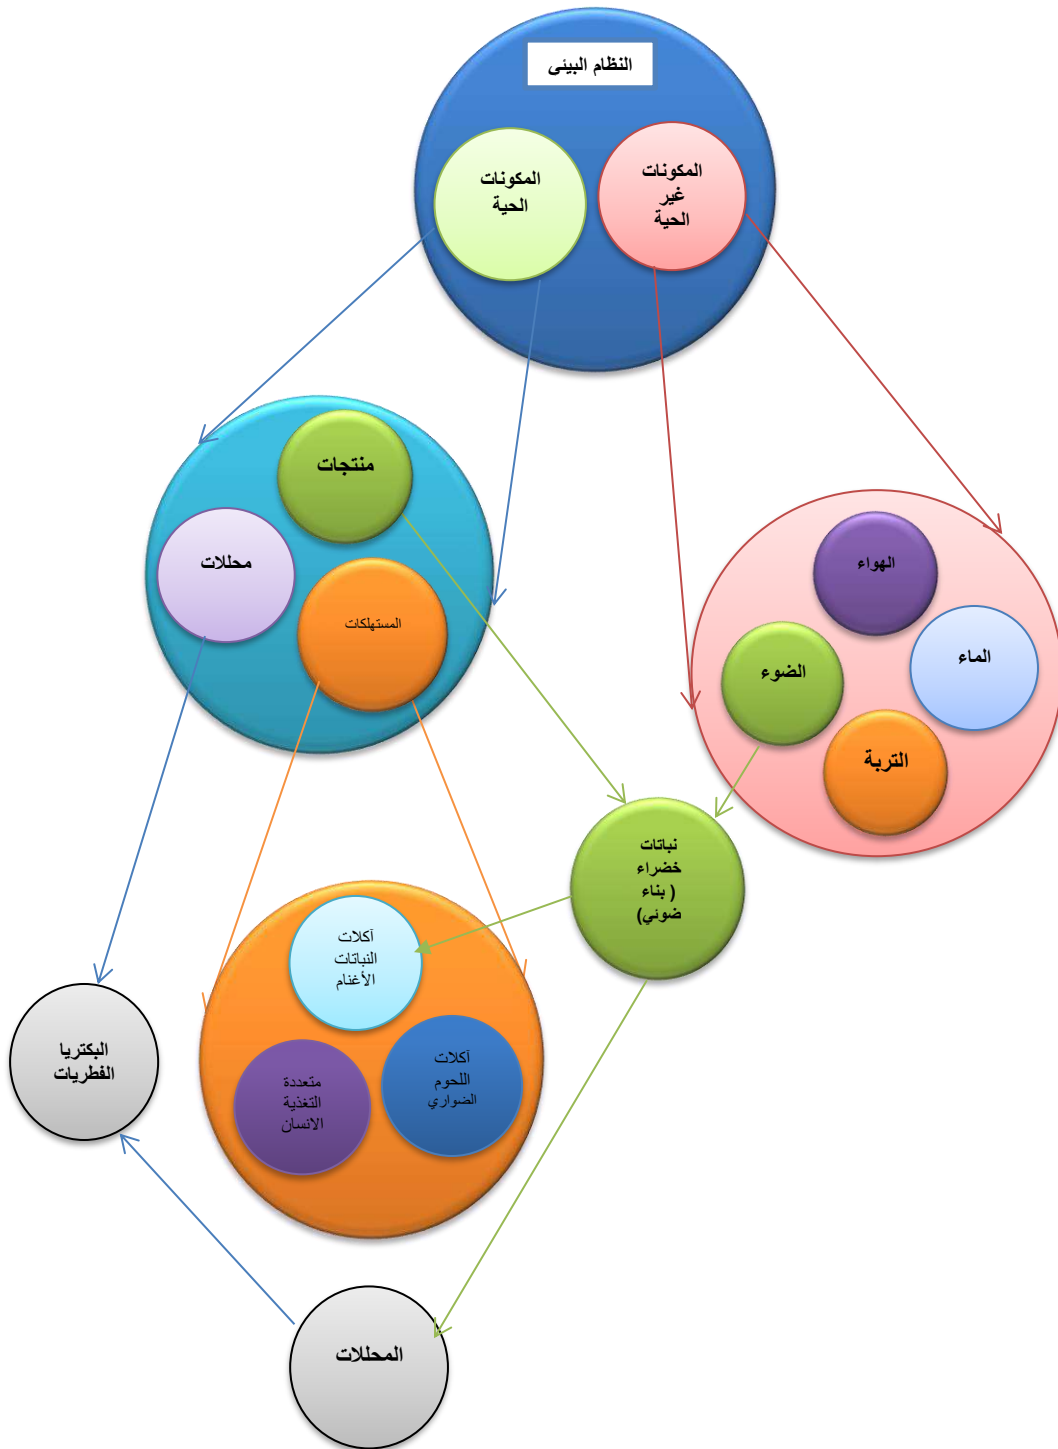 النظام البيئى
المكونات
غير
الحية
المكونات
الحية
منتجات
محللات
المستهلكات
الهواء
الماء
الضوء
التربة
نباتات
خضراء
( بناء
ضوئي)
آكلات
النباتات
الأغنام
آكلات
اللحوم
الضواري
متعددة
التغذية
الانسان
البكتريا
الفطريات
المحللات